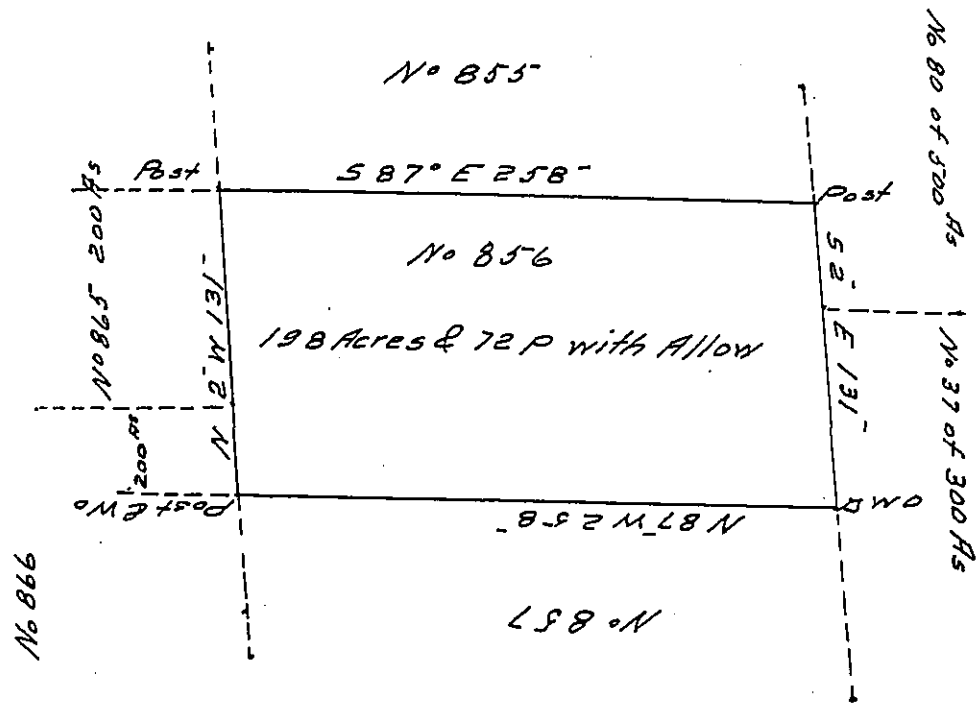 No 855
No 80 of 500 As
Post
S 87° E 258
Post
No 865 200 As
No 856
198 Acres & 72 P with Allow
N 2 W 131
S 2 E 131
No 37 of 300 As
200 As
Post & Wo
N 87 W 258
WO
No 866
No 857